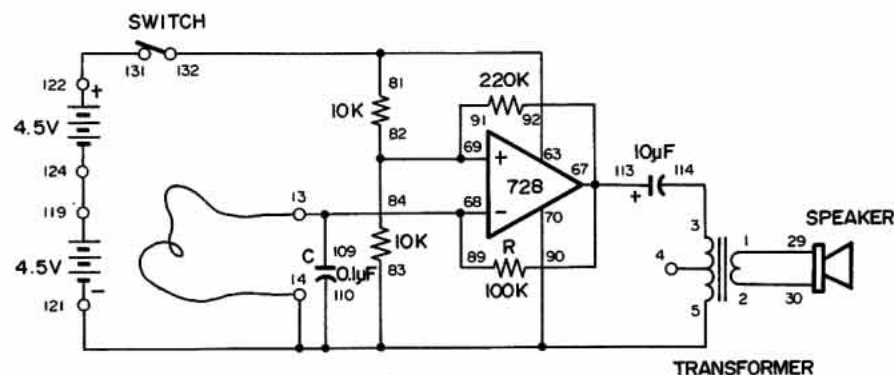 SWITCH
131 132
122 +
4.5V
124
119
4.5V
121 −
13
14
C 109
0.1µF
110
81
10K
82
84
10K
83
220K
91 92
69 +
68 −
728
63
67
70
89 R 90
100K
10µF
113 114
+
3
4
5
1
2
TRANSFORMER
SPEAKER
29
30